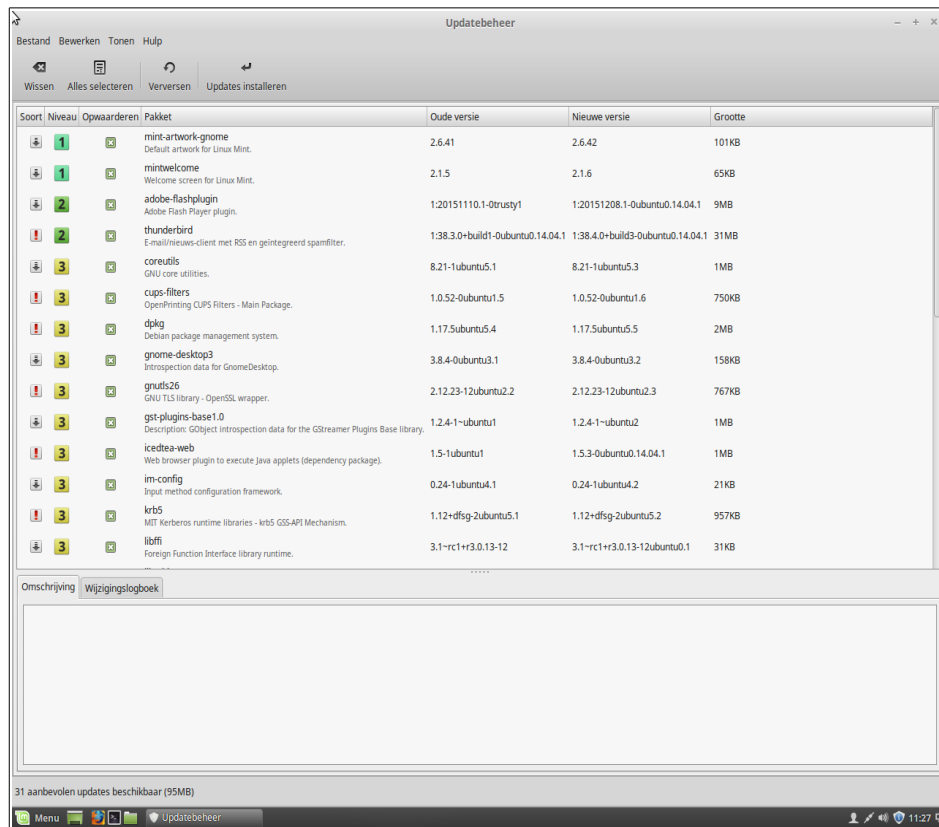 Updatebeheer
Bestand Bewerken Tonen Hulp
Wissen Alles selecteren Verversen Updates installeren
Soort Niveau Opwaarderen Pakket Oude versie Nieuwe versie Grootte
1 mint-artwork-gnome 2.6.41 2.6.42 101KB
Default artwork for Linux Mint.
1 mintwelcome 2.1.5 2.1.6 65KB
Welcome screen for Linux Mint.
2 adobe-flashplugin 1:20151110.1-0trusty1 1:20151208.1-0ubuntu0.14.04.1 9MB
Adobe Flash Player plugin.
2 thunderbird 1:38.3.0+build1-0ubuntu0.14.04.1 1:38.4.0+build3-0ubuntu0.14.04.1 31MB
E-mail/nieuws-client met RSS en geïntegreerd spamfilter.
3 coreutils 8.21-1ubuntu5.1 8.21-1ubuntu5.3 1MB
GNU core utilities.
3 cups-filters 1.0.52-0ubuntu1.5 1.0.52-0ubuntu1.6 750KB
OpenPrinting CUPS Filters - Main Package.
3 dpkg 1.17.5ubuntu5.4 1.17.5ubuntu5.5 2MB
Debian package management system.
3 gnome-desktop3 3.8.4-0ubuntu3.1 3.8.4-0ubuntu3.2 158KB
Introspection data for GnomeDesktop.
3 gnutls26 2.12.23-12ubuntu2.2 2.12.23-12ubuntu2.3 767KB
GNU TLS library - OpenSSL wrapper.
3 gst-plugins-base1.0 1.2.4-1~ubuntu1 1.2.4-1~ubuntu2 1MB
Description: GObject introspection data for the GStreamer Plugins Base library.
3 icedtea-web 1.5-1ubuntu1 1.5.3-0ubuntu0.14.04.1 1MB
Web browser plugin to execute Java applets (dependency package).
3 im-config 0.24-1ubuntu4.1 0.24-1ubuntu4.2 21KB
Input method configuration framework.
3 krb5 1.12+dfsg-2ubuntu5.1 1.12+dfsg-2ubuntu5.2 957KB
MIT Kerberos runtime libraries - krb5 GSS-API Mechanism.
3 libffi 3.1~rc1+r3.0.13-12 3.1~rc1+r3.0.13-12ubuntu0.1 31KB
Foreign Function Interface library runtime.
Omschrijving Wijzigingslogboek
31 aanbevolen updates beschikbaar (95MB)
Menu Updatebeheer 11:27